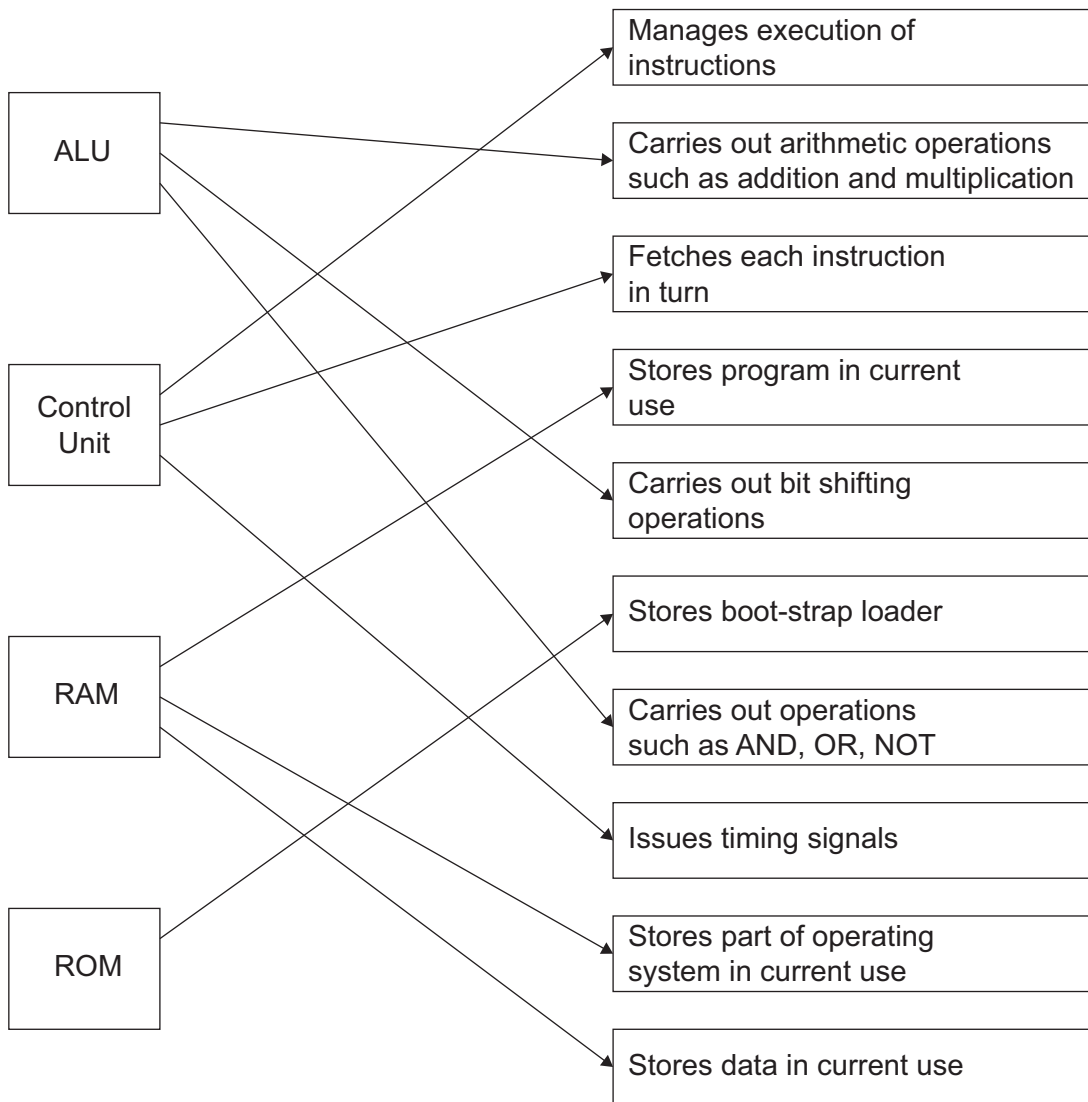 ALU
Control
Unit
RAM
ROM
Manages execution of
instructions
Carries out arithmetic operations
such as addition and multiplication
Fetches each instruction
in turn
Stores program in current
use
Carries out bit shifting
operations
Stores boot-strap loader
Carries out operations
such as AND, OR, NOT
Issues timing signals
Stores part of operating
system in current use
Stores data in current use